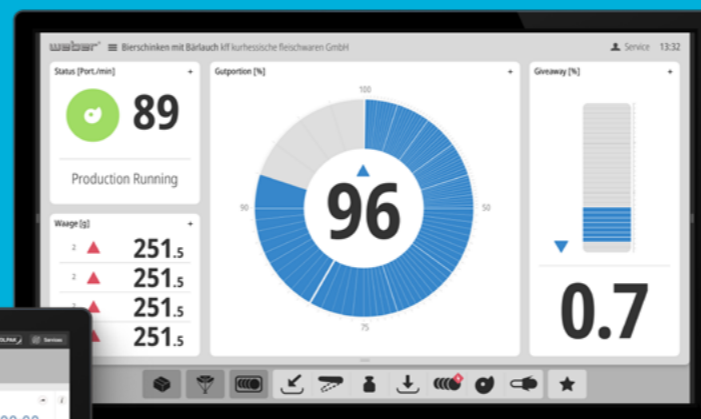 weber Bierschinken mit Bärlauch kff kurhessische fleischwaren GmbH Service 13:32
Status [Port./min] +
89
Production Running
Waage [g] +
2 251.5
2 251.5
2 251.5
251.5
Gutportion [%] +
100
90
50
96
75
Giveaway [%] +
0.7
Services